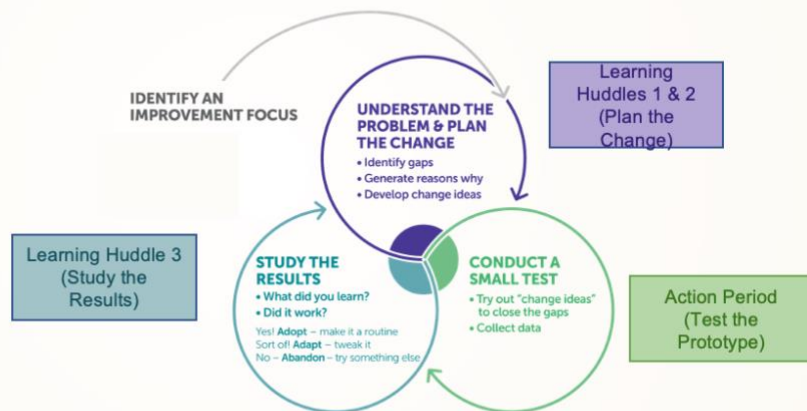 IDENTIFY AN
IMPROVEMENT FOCUS
UNDERSTAND THE
PROBLEM & PLAN
THE CHANGE
• Identify gaps
• Generate reasons why
• Develop change ideas
Learning
Huddles 1 & 2
(Plan the
Change)
Learning Huddle 3
(Study the
Results)
STUDY THE
RESULTS
• What did you learn?
• Did it work?
Yes! Adopt – make it a routine
Sort of! Adapt – tweak it
No – Abandon – try something else
CONDUCT A
SMALL TEST
• Try out "change ideas"
to close the gaps
• Collect data
Action Period
(Test the
Prototype)